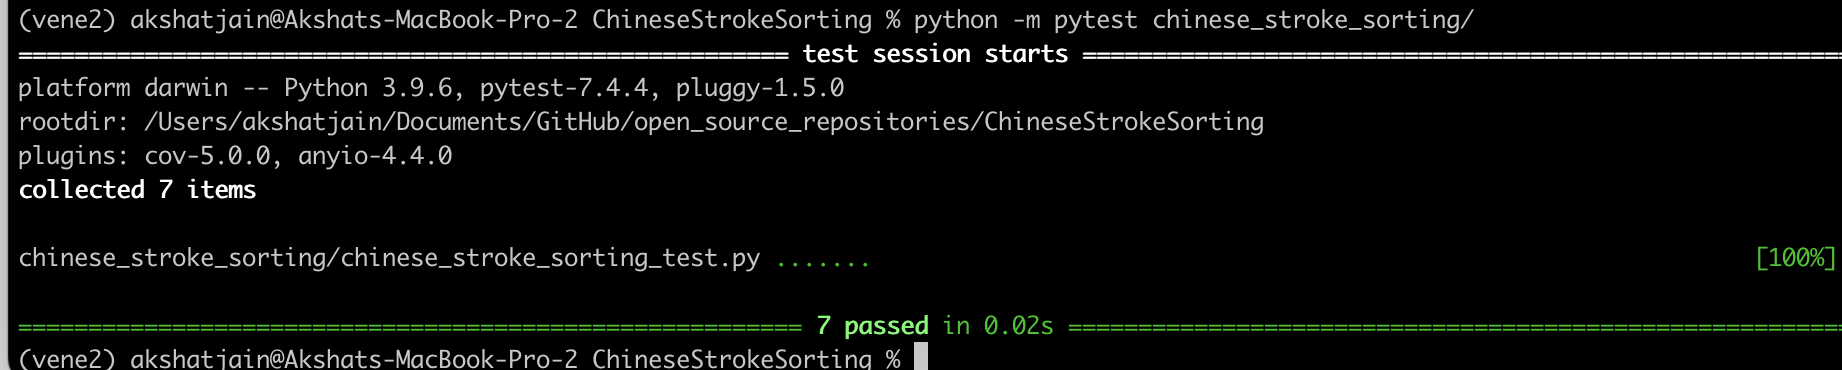 (vene2) akshatjain@Akshats-MacBook-Pro-2 ChineseStrokeSorting % python -m pytest chinese_stroke_sorting/
test session starts
platform darwin -- Python 3.9.6, pytest-7.4.4, pluggy-1.5.0
rootdir: /Users/akshatjain/Documents/GitHub/open_source_repositories/ChineseStrokeSorting
plugins: cov-5.0.0, anyio-4.4.0
collected 7 items
chinese_stroke_sorting/chinese_stroke_sorting_test.py ....... [100%]
7 passed in 0.02s
(vene2) akshatjain@Akshats-MacBook-Pro-2 ChineseStrokeSorting %